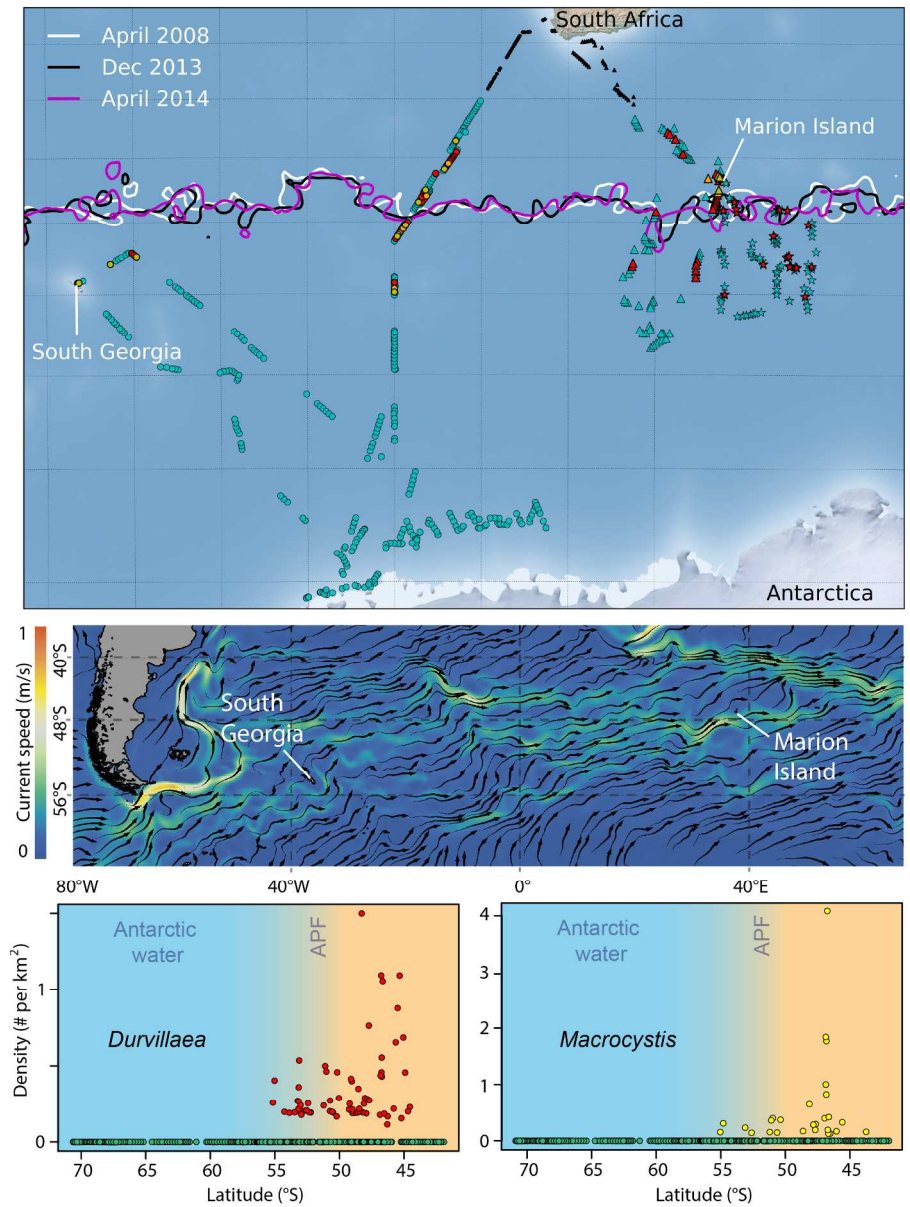 South Africa
April 2008
Dec 2013
April 2014
Marion Island
South Georgia
Antarctica
Current speed (m/s)
1
0
40°S
48°S
56°S
South
Georgia
Marion
Island
80°W
40°W
0°
40°E
Density (# per km²)
1
0
Antarctic
water
APF
Durvillaea
70
65
60
55
50
45
Latitude (°S)
4
3
2
1
0
Antarctic
water
APF
Macrocystis
70
65
60
55
50
45
Latitude (°S)